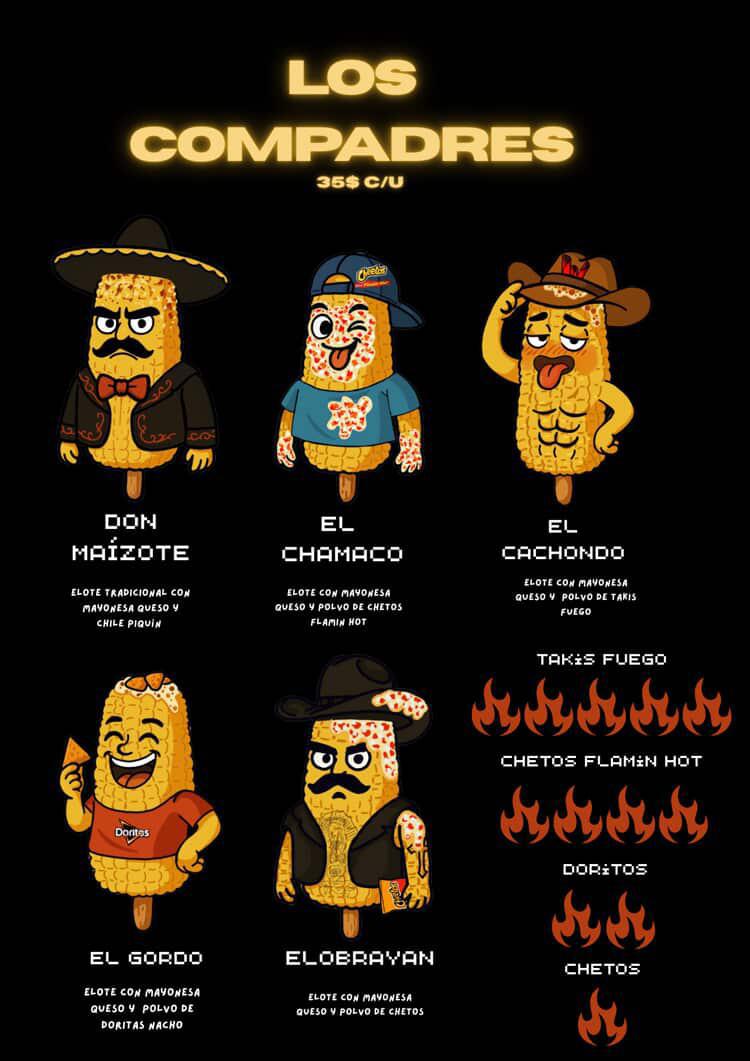 LOS
COMPADRES
35$ C/U
Cheetos
DON
MAÍZOTE
ELOTE TRADICIONAL CON
MAYONESA QUESO Y
CHILE PIQUÍN
EL
CHAMACO
ELOTE CON MAYONESA
QUESO Y POLVO DE CHETOS
FLAMIN HOT
EL
CACHONDO
ELOTE CON MAYONESA
QUESO Y POLVO DE TAKIS
FUEGO
TAKIS FUEGO
CHETOS FLAMIN HOT
DORITOS
CHETOS
Doritos
EL GORDO
ELOTE CON MAYONESA
QUESO Y POLVO DE
DORITAS NACHO
ELOBRAYAN
ELOTE CON MAYONESA
QUESO Y POLVO DE CHETOS